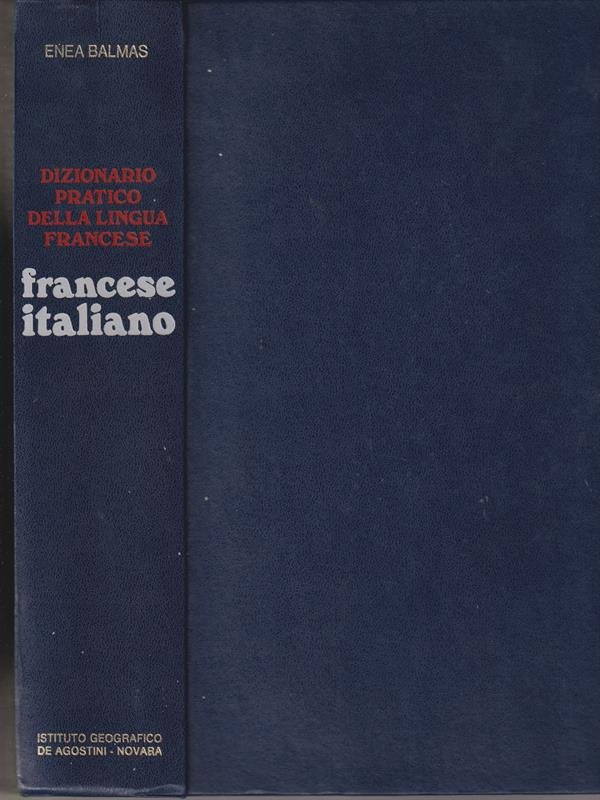 ENEA BALMAS
DIZIONARIO
PRATICO
DELLA LINGUA
FRANCESE
francese
italiano
ISTITUTO GEOGRAFICO
DE AGOSTINI - NOVARA